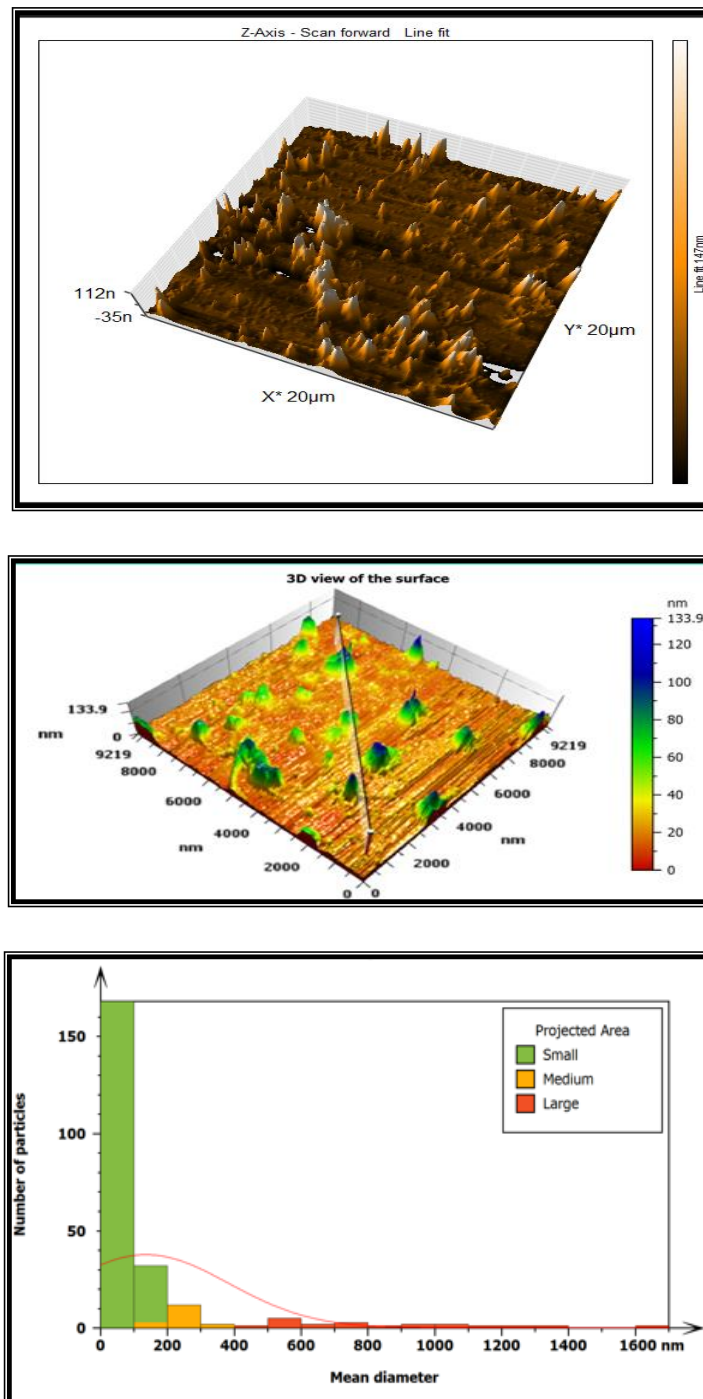 Z-Axis - Scan forward Line fit
112n
-35n
X* 20µm
Y* 20µm
Line fit 147nm
3D view of the surface
nm
133.9
120
100
80
60
40
20
0
133.9
nm
0
9219
8000
6000
4000
nm
2000
0
0
2000
nm
4000
6000
8000
9219
Projected Area
Small
Medium
Large
Number of particles
150
100
50
0
0 200 400 600 800 1000 1200 1400 1600 nm
Mean diameter